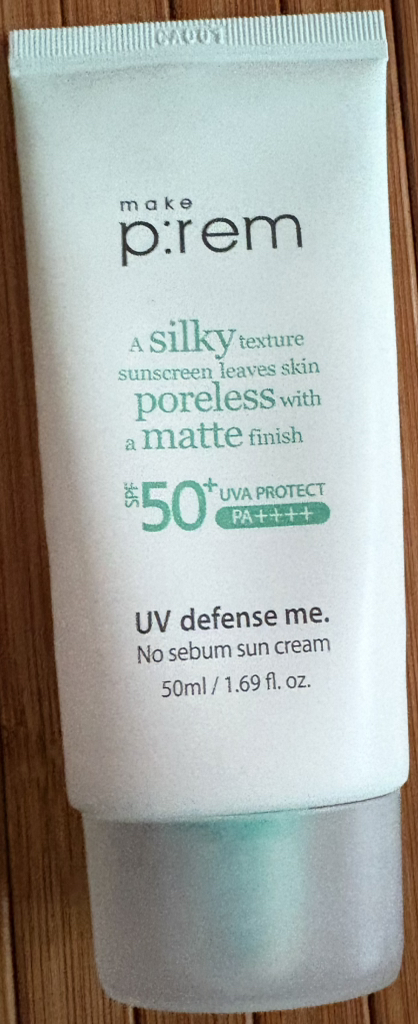 make
p:rem
A silky texture
sunscreen leaves skin
poreless with
a matte finish
SPF 50+ UVA PROTECT
PA++++
UV defense me.
No sebum sun cream
50ml / 1.69 fl. oz.